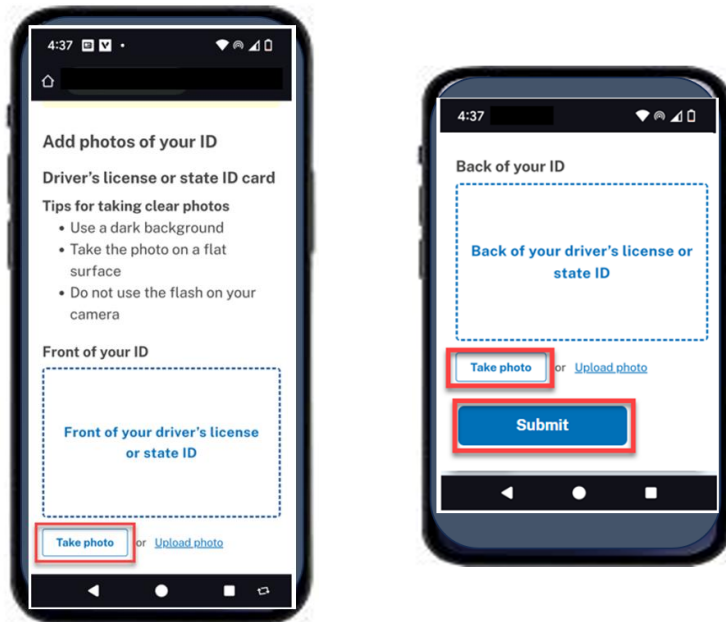 4:37
Add photos of your ID
Driver's license or state ID card
Tips for taking clear photos
• Use a dark background
• Take the photo on a flat
surface
• Do not use the flash on your
camera
Front of your ID
Front of your driver's license
or state ID
Take photo or Upload photo
4:37
Back of your ID
Back of your driver's license or
state ID
Take photo or Upload photo
Submit